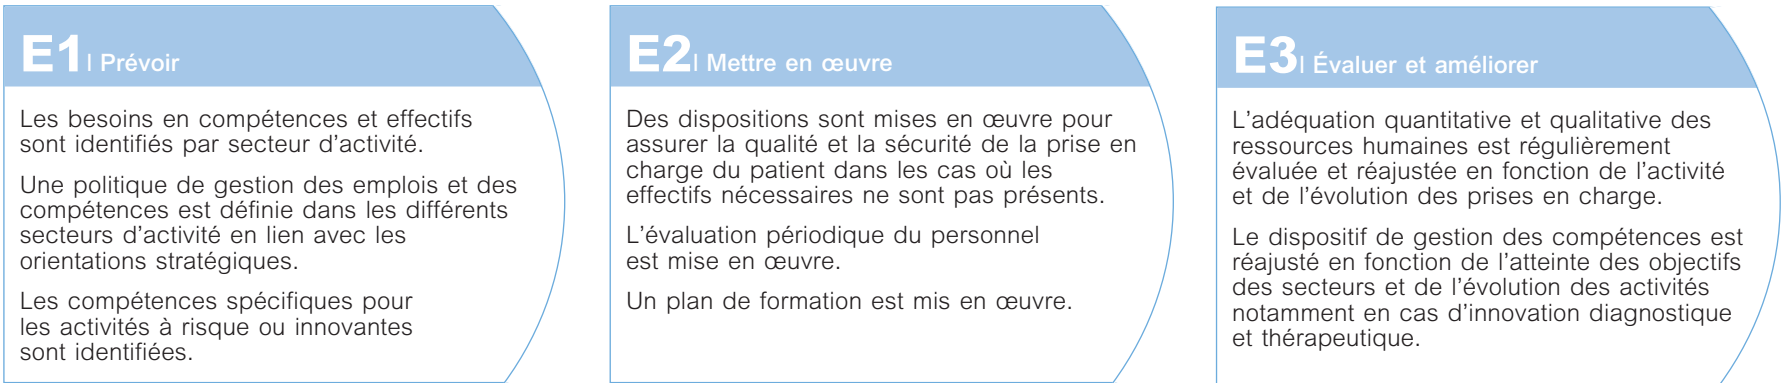 E1 | Prévoir
Les besoins en compétences et effectifs
sont identifiés par secteur d'activité.
Une politique de gestion des emplois et des
compétences est définie dans les différents
secteurs d'activité en lien avec les
orientations stratégiques.
Les compétences spécifiques pour
les activités à risque ou innovantes
sont identifiées.
E2 | Mettre en œuvre
Des dispositions sont mises en œuvre pour
assurer la qualité et la sécurité de la prise en
charge du patient dans les cas où les
effectifs nécessaires ne sont pas présents.
L'évaluation périodique du personnel
est mise en œuvre.
Un plan de formation est mis en œuvre.
E3 | Évaluer et améliorer
L'adéquation quantitative et qualitative des
ressources humaines est régulièrement
évaluée et réajustée en fonction de l'activité
et de l'évolution des prises en charge.
Le dispositif de gestion des compétences est
réajusté en fonction de l'atteinte des objectifs
des secteurs et de l'évolution des activités
notamment en cas d'innovation diagnostique
et thérapeutique.